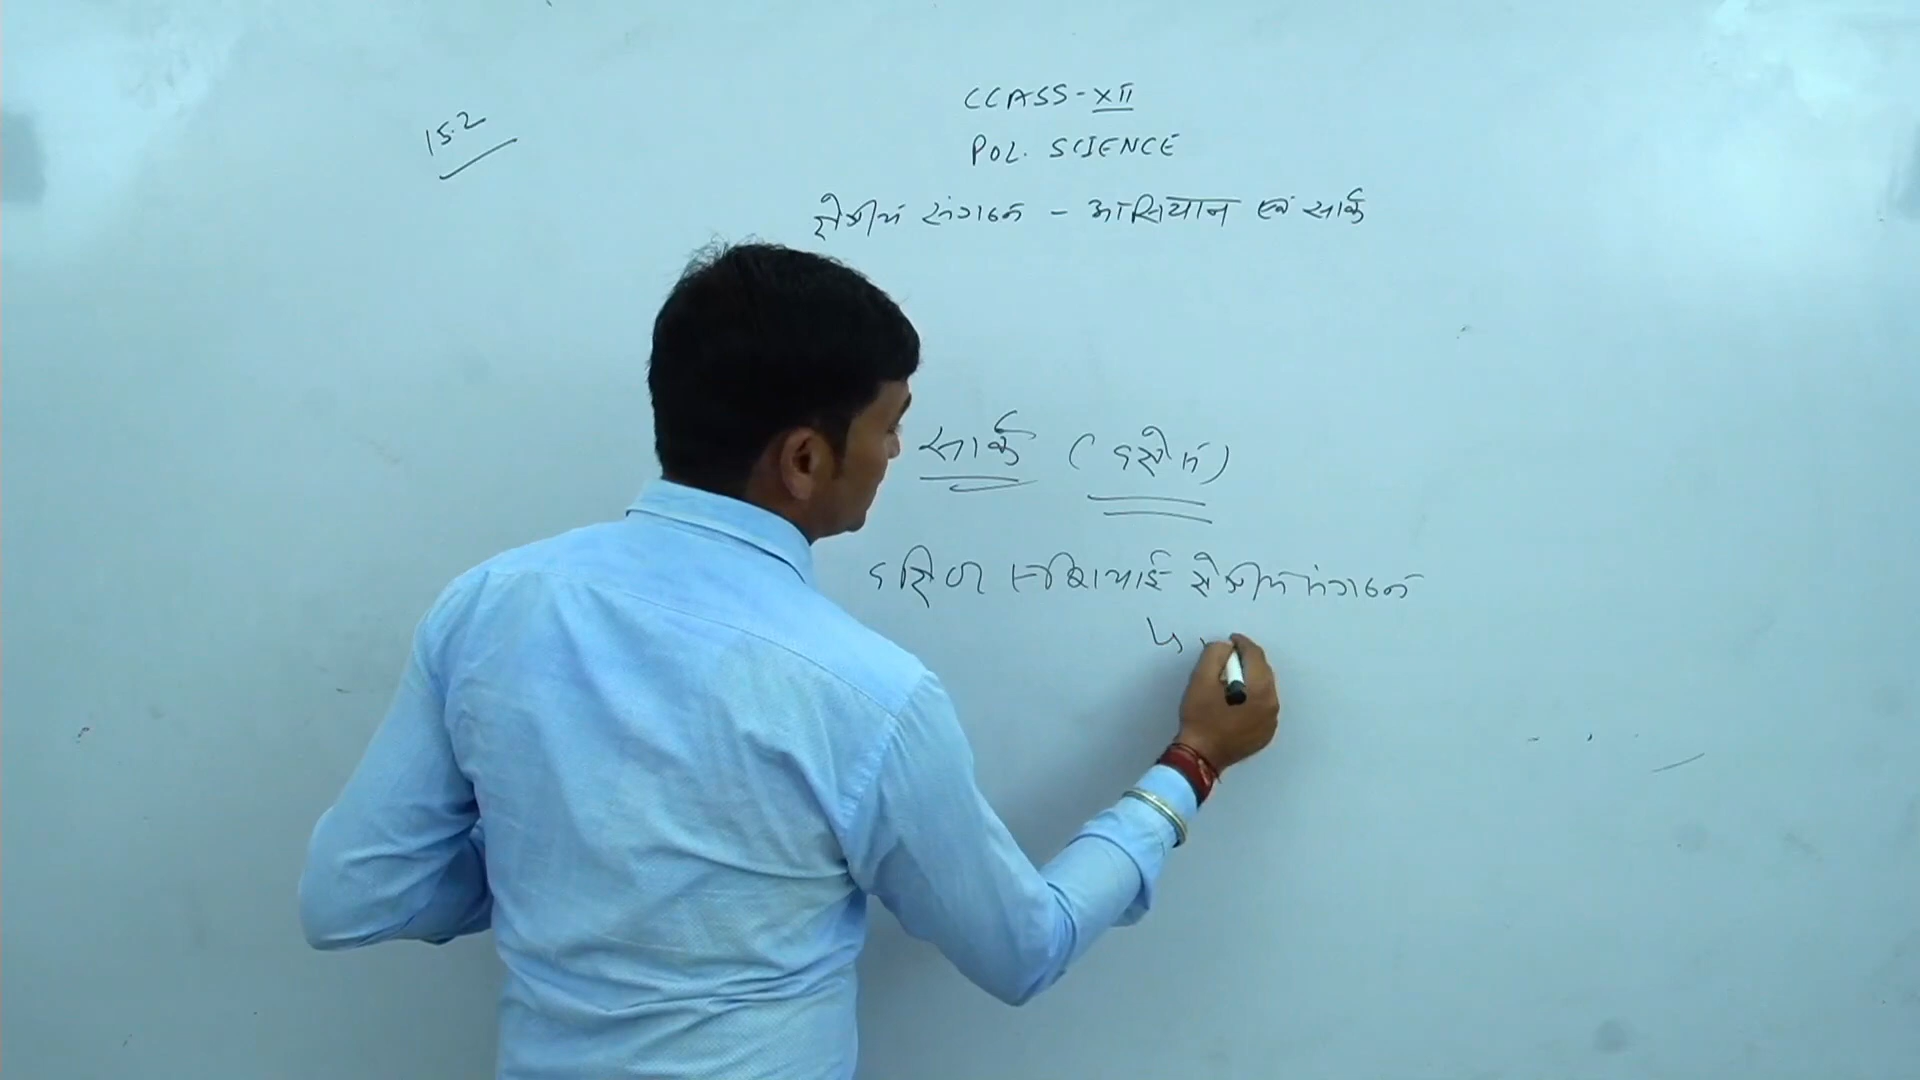 15.2
CLASS-XII
POL. SCIENCE
क्षेत्रीय संगठन - आसियान एवं सार्क
सार्क (दक्षेस)
दक्षिण एशियाई क्षेत्रीय संगठन